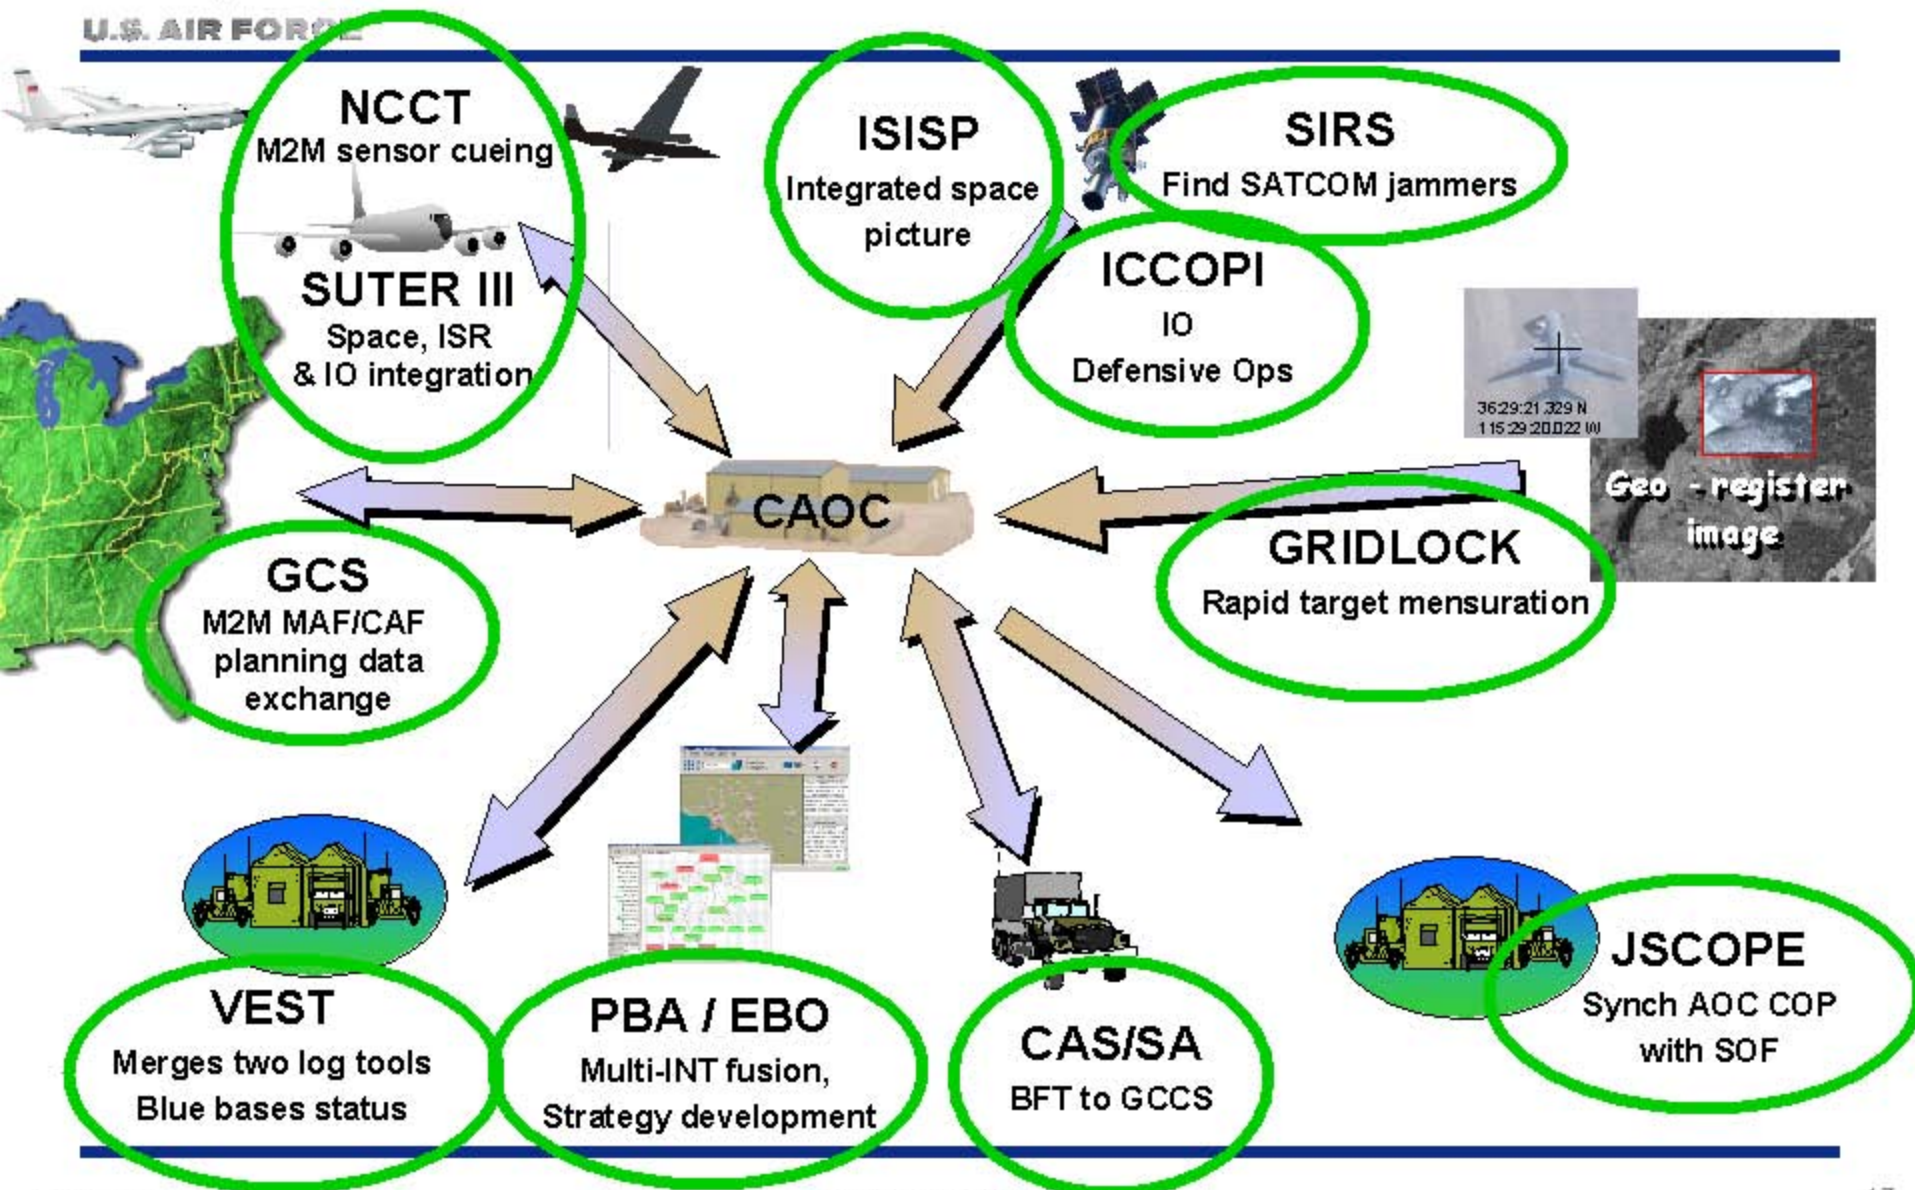 U.S. AIR FORCE
NCCT
M2M sensor cueing
SUTER III
Space, ISR
& IO integration
ISISP
Integrated space
picture
SIRS
Find SATCOM jammers
ICCOPI
IO
Defensive Ops
36:29:21.329 N
115:29:20.022 W
Geo - register
image
CAOC
GCS
M2M MAF/CAF
planning data
exchange
GRIDLOCK
Rapid target mensuration
VEST
Merges two log tools
Blue bases status
PBA / EBO
Multi-INT fusion,
Strategy development
CAS/SA
BFT to GCCS
JSCOPE
Synch AOC COP
with SOF